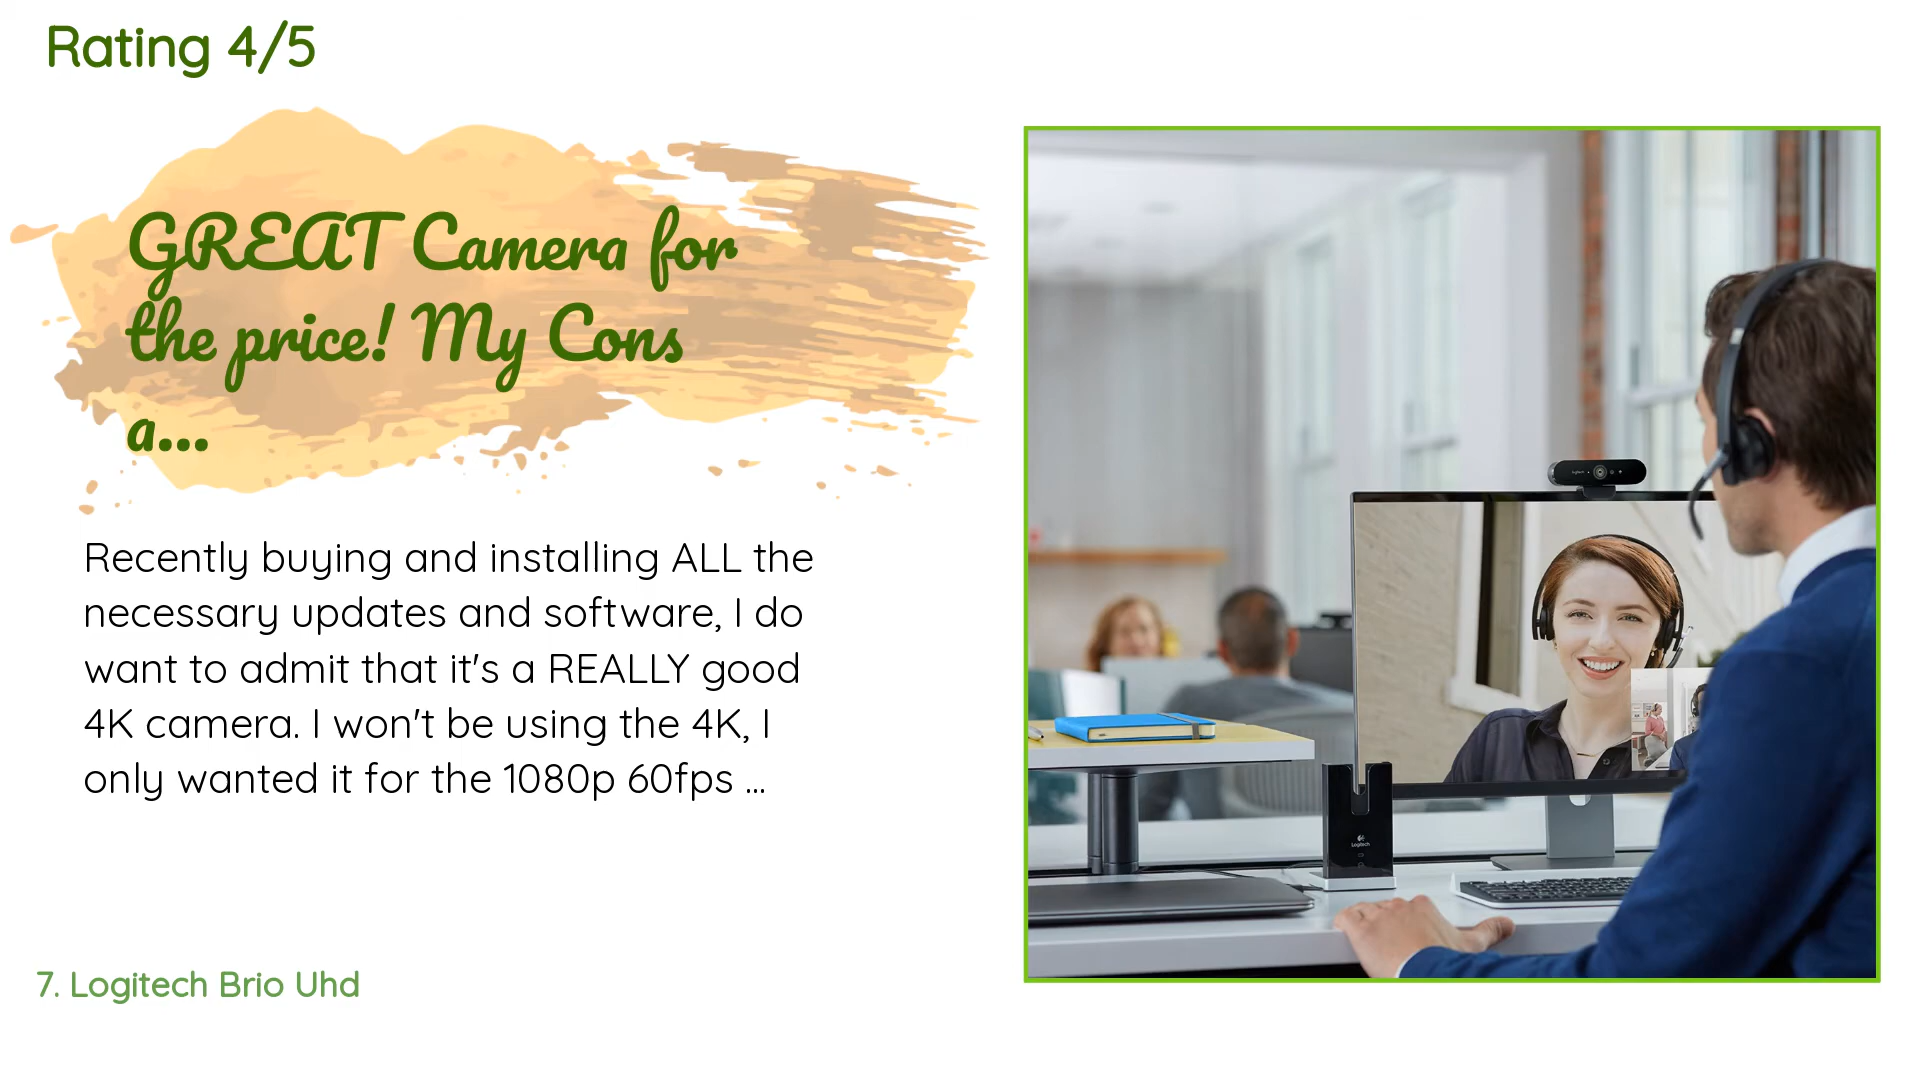 Rating 4/5
GREAT Camera for
the price! My Cons
a...
Recently buying and installing ALL the
necessary updates and software, I do
want to admit that it's a REALLY good
4K camera. I won't be using the 4K, I
only wanted it for the 1080p 60fps ...
7. Logitech Brio Uhd
logitech
Logitech